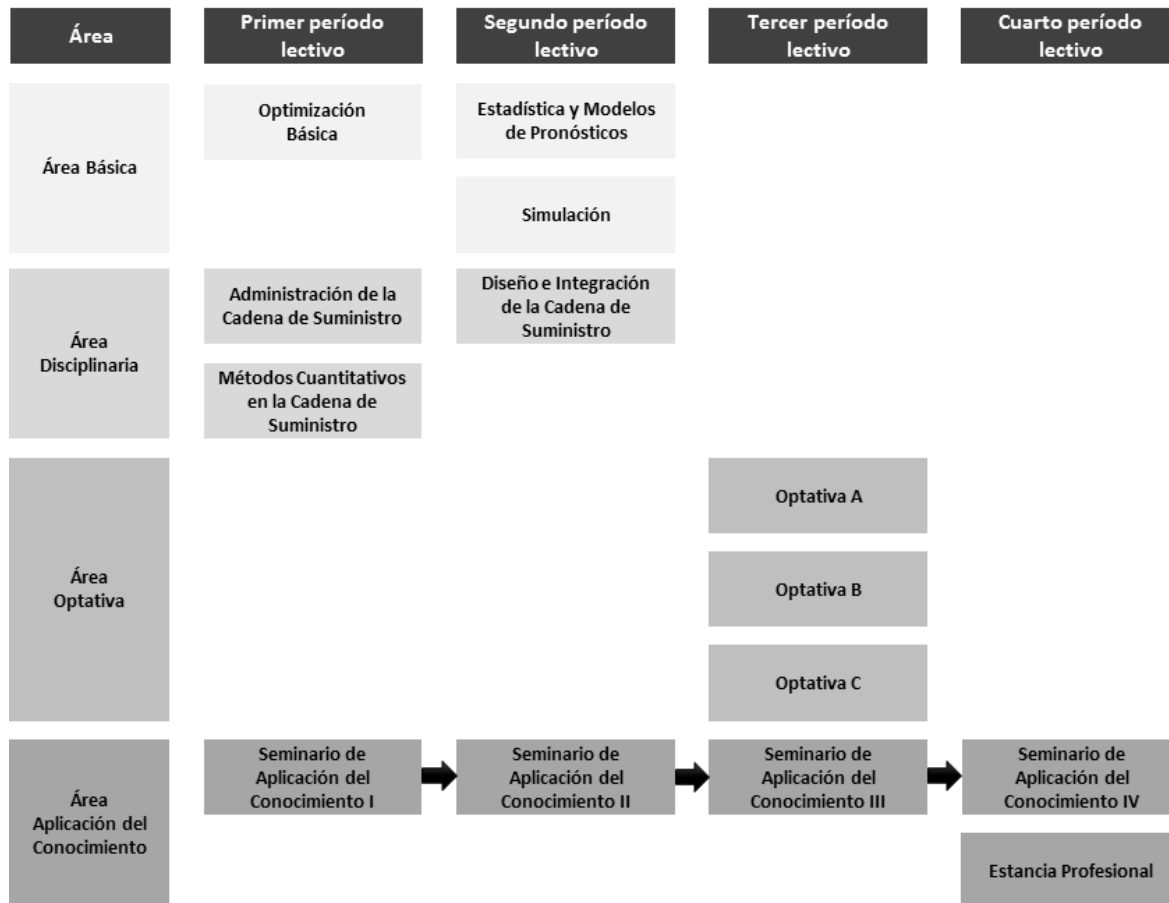 Área
Primer período
lectivo
Segundo período
lectivo
Tercer período
lectivo
Cuarto período
lectivo
Área Básica
Optimización
Básica
Estadística y Modelos
de Pronósticos
Simulación
Área
Disciplinaria
Administración de la
Cadena de Suministro
Diseño e Integración
de la Cadena de
Suministro
Métodos Cuantitativos
en la Cadena de
Suministro
Área
Optativa
Optativa A
Optativa B
Optativa C
Área
Aplicación del
Conocimiento
Seminario de
Aplicación del
Conocimiento I
Seminario de
Aplicación del
Conocimiento II
Seminario de
Aplicación del
Conocimiento III
Seminario de
Aplicación del
Conocimiento IV
Estancia Profesional